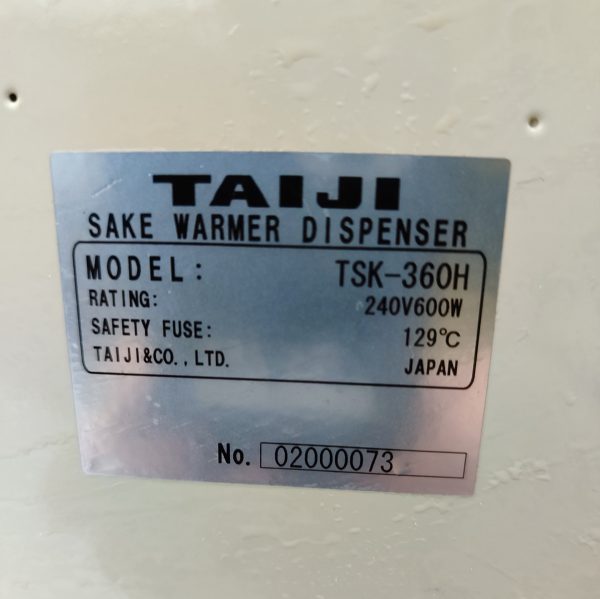 TAIJI
SAKE WARMER DISPENSER
MODEL: TSK-360H
RATING: 240V600W
SAFETY FUSE: 129℃
TAIJI&CO.,LTD. JAPAN
No. 02000073